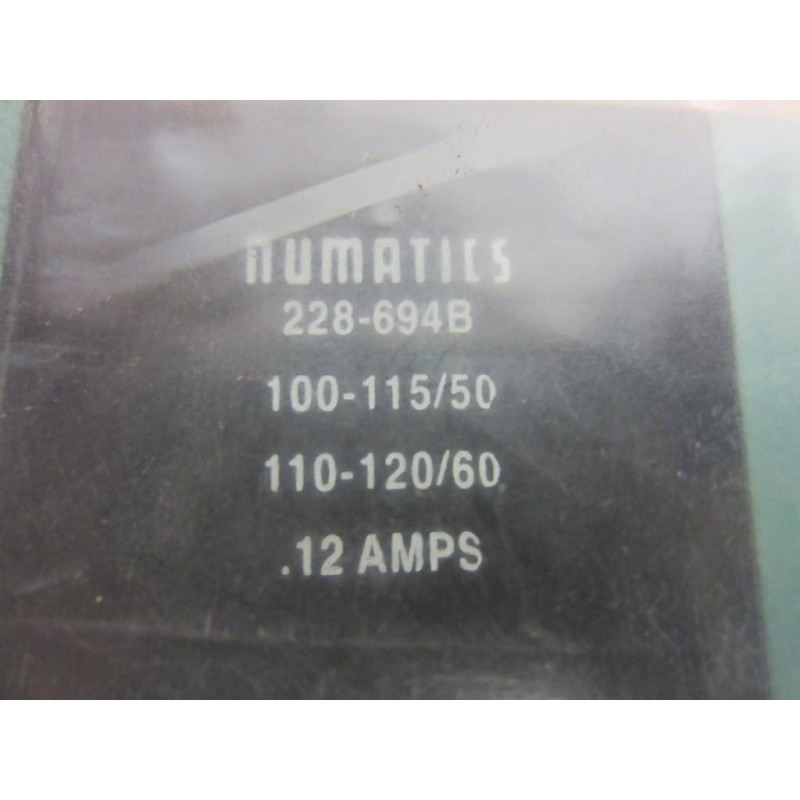 numatics
228-694B
100-115/50
110-120/60
.12 AMPS